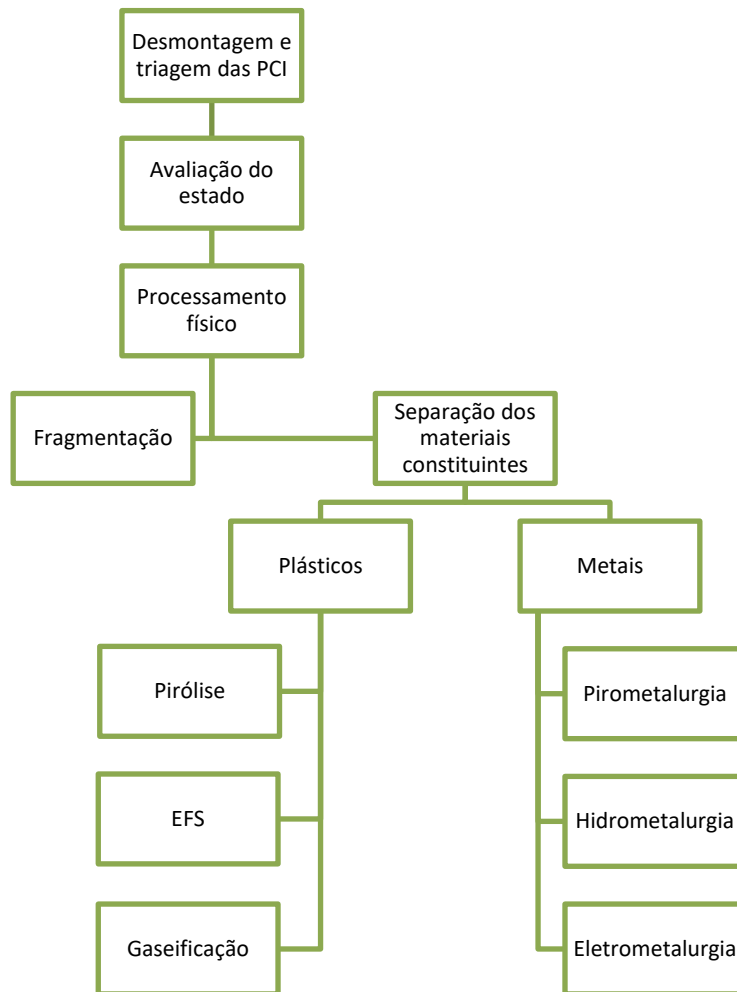 Desmontagem e
triagem das PCI
Avaliação do
estado
Processamento
físico
Fragmentação
Separação dos
materiais
constituintes
Plásticos
Metais
Pirólise
Pirometalurgia
EFS
Hidrometalurgia
Gaseificação
Eletrometalurgia